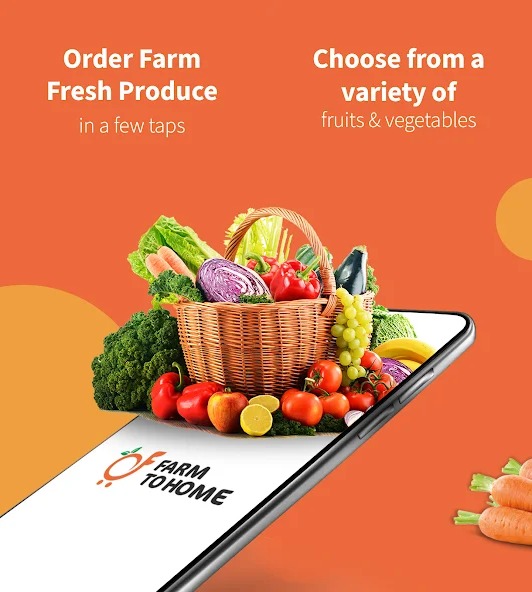 Order Farm
Fresh Produce
in a few taps
Choose from a
variety of
fruits & vegetables
FARM
TO HOME